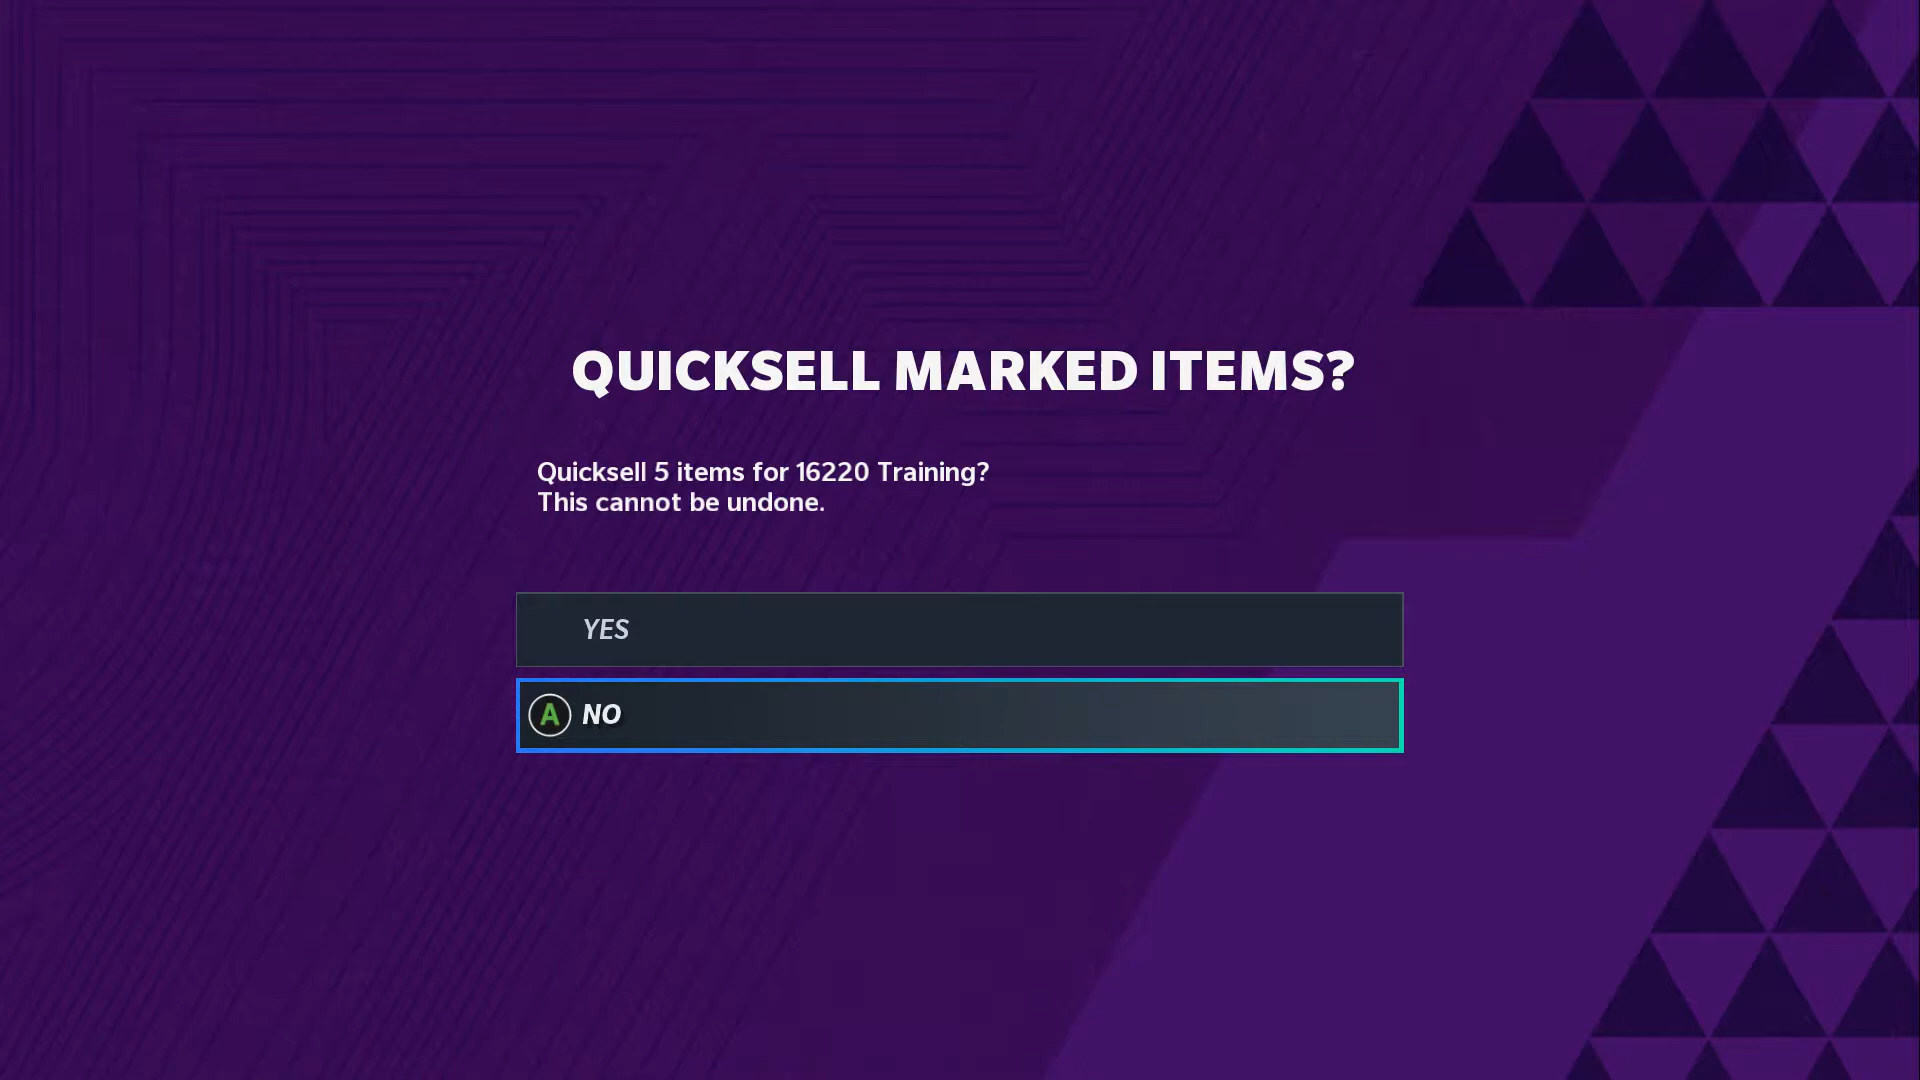 QUICKSELL MARKED ITEMS?
Quicksell 5 items for 16220 Training?
This cannot be undone.
YES
A NO